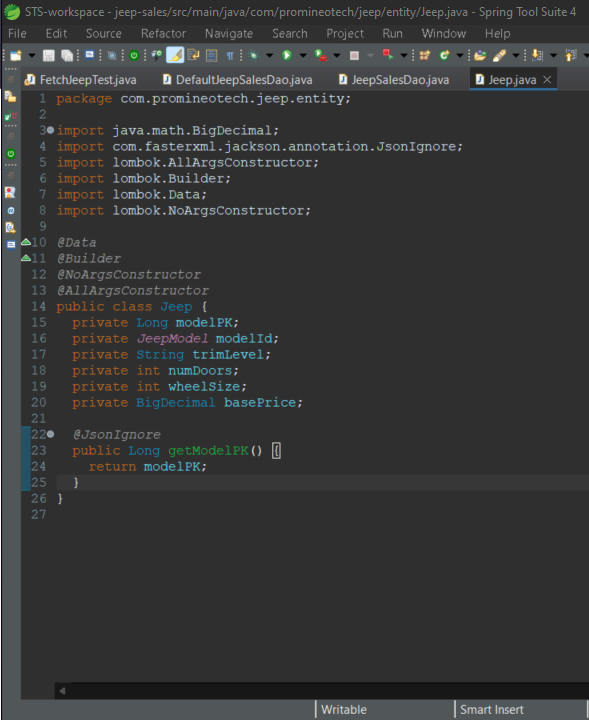 STS-workspace - jeep-sales/src/main/java/com/promineotech/jeep/entity/Jeep.java - Spring Tool Suite 4
File Edit Source Refactor Navigate Search Project Run Window Help
FetchJeepTest.java DefaultJeepSalesDao.java JeepSalesDao.java Jeep.java
1 package com.promineotech.jeep.entity;
2
3 import java.math.BigDecimal;
4 import com.fasterxml.jackson.annotation.JsonIgnore;
5 import lombok.AllArgsConstructor;
6 import lombok.Builder;
7 import lombok.Data;
8 import lombok.NoArgsConstructor;
9
10 @Data
11 @Builder
12 @NoArgsConstructor
13 @AllArgsConstructor
14 public class Jeep {
15 private Long modelPK;
16 private JeepModel modelId;
17 private String trimLevel;
18 private int numDoors;
19 private int wheelSize;
20 private BigDecimal basePrice;
21
22 @JsonIgnore
23 public Long getModelPK() {
24 return modelPK;
25 }
26 }
27
Writable Smart Insert